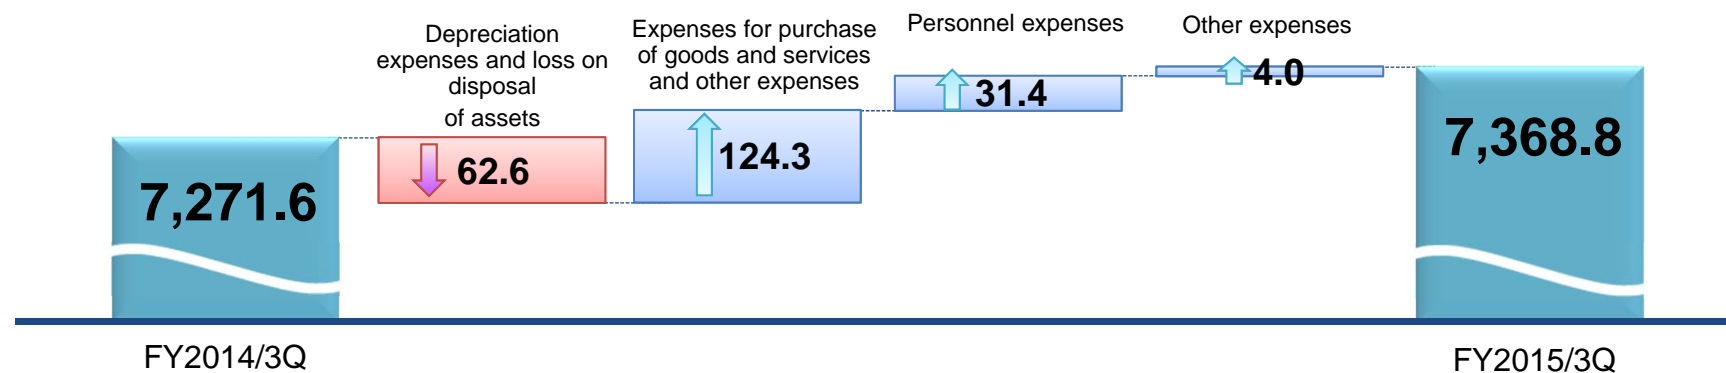 Depreciation
expenses and loss on
disposal
of assets
Expenses for purchase
of goods and services
and other expenses
Personnel expenses
Other expenses
7,271.6
62.6
124.3
31.4
4.0
7,368.8
FY2014/3Q
FY2015/3Q